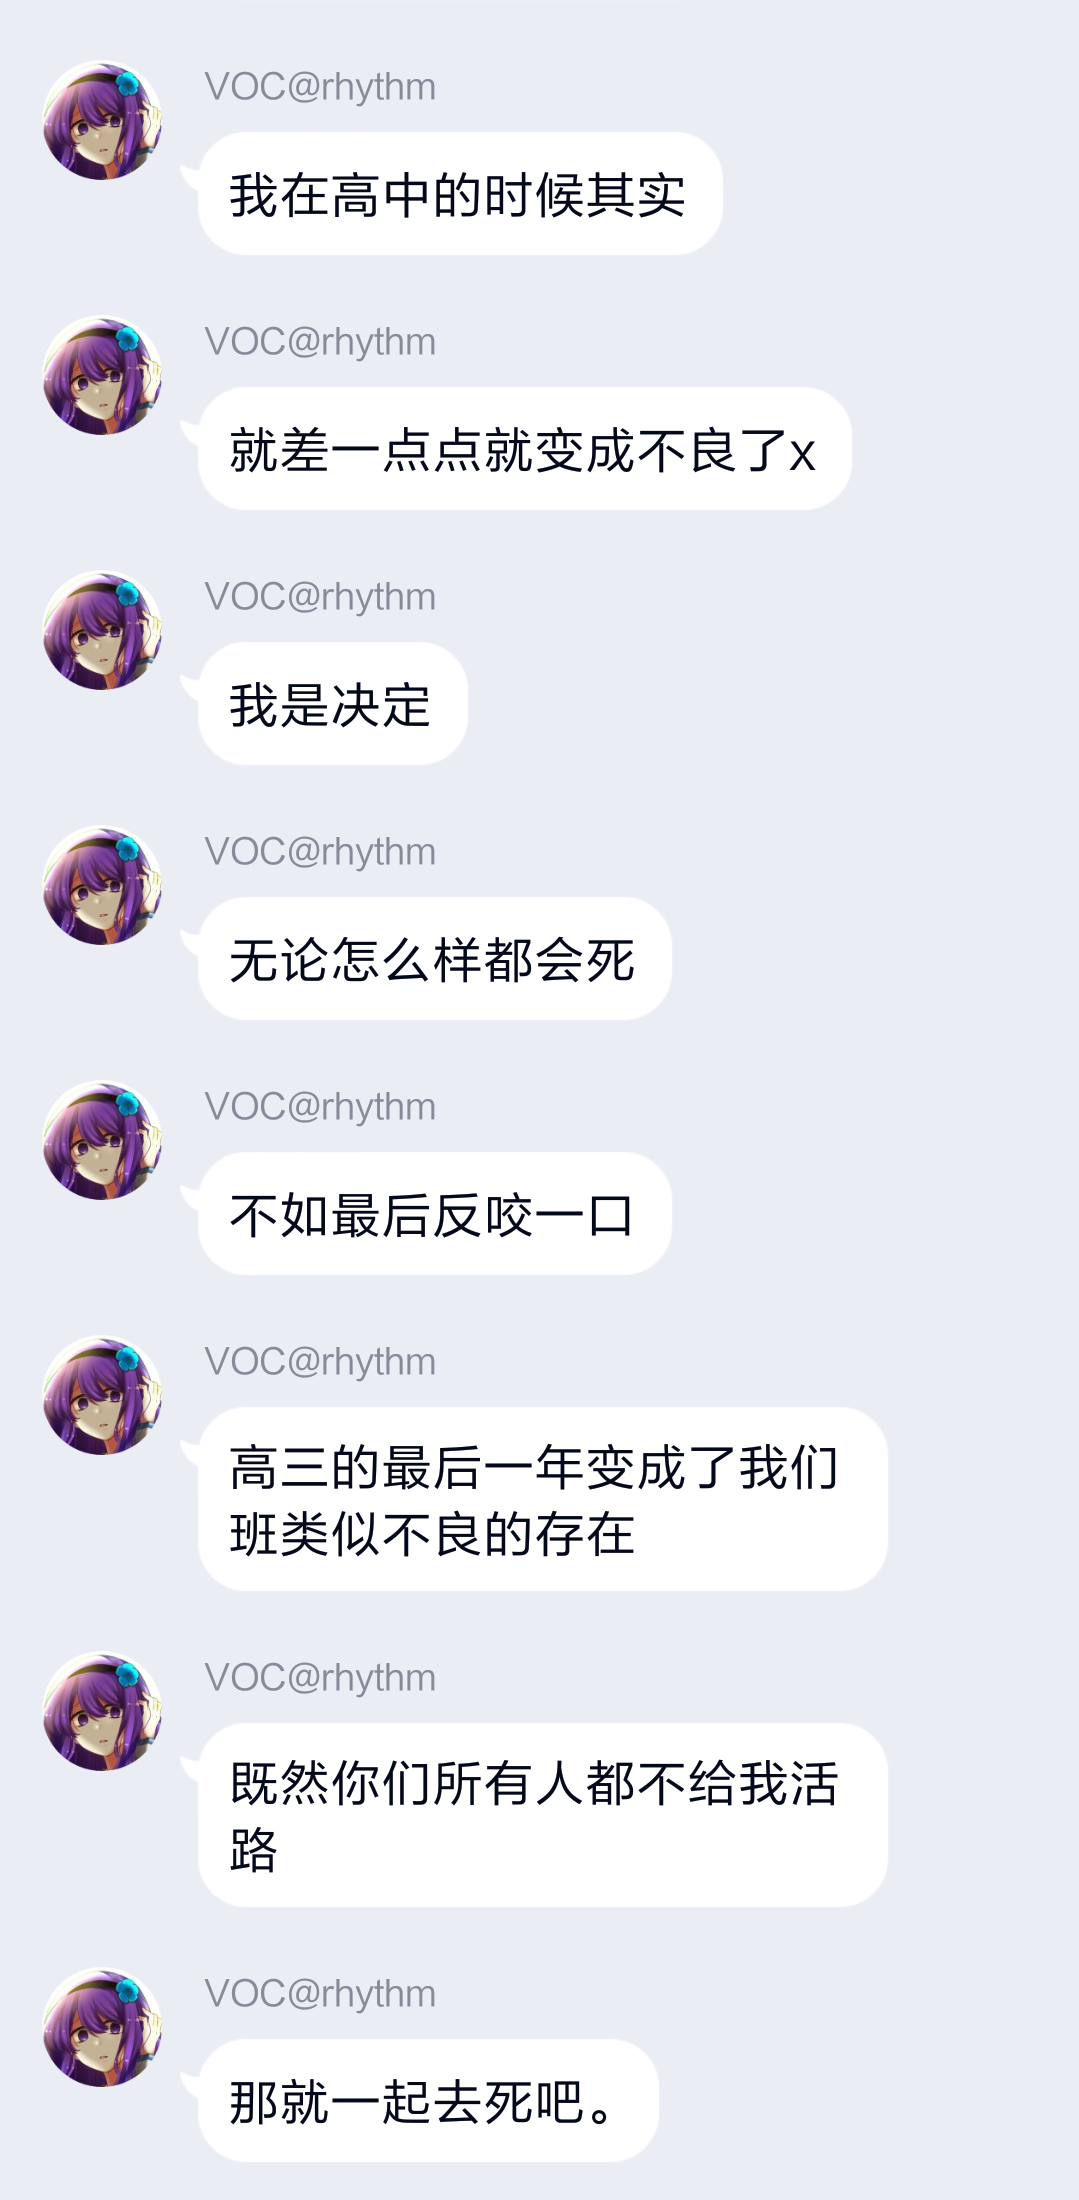 VOC@rhythm
我在高中的时候其实
VOC@rhythm
就差一点点就变成不良了x
VOC@rhythm
我是决定
VOC@rhythm
无论怎么样都会死
VOC@rhythm
不如最后反咬一口
VOC@rhythm
高三的最后一年变成了我们
班类似不良的存在
VOC@rhythm
既然你们所有人都不给我活
路
VOC@rhythm
那就一起去死吧。